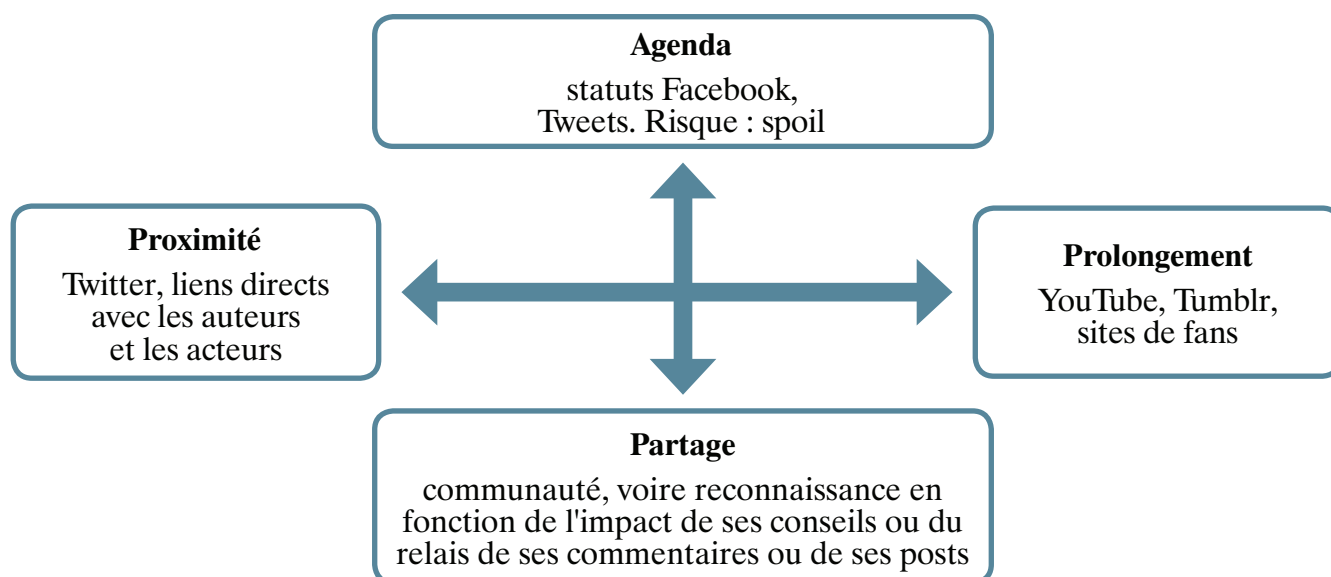 Agenda
statuts Facebook,
Tweets. Risque : spoil
Proximité
Twitter, liens directs
avec les auteurs
et les acteurs
Prolongement
YouTube, Tumblr,
sites de fans
Partage
communauté, voire reconnaissance en
fonction de l'impact de ses conseils ou du
relais de ses commentaires ou de ses posts